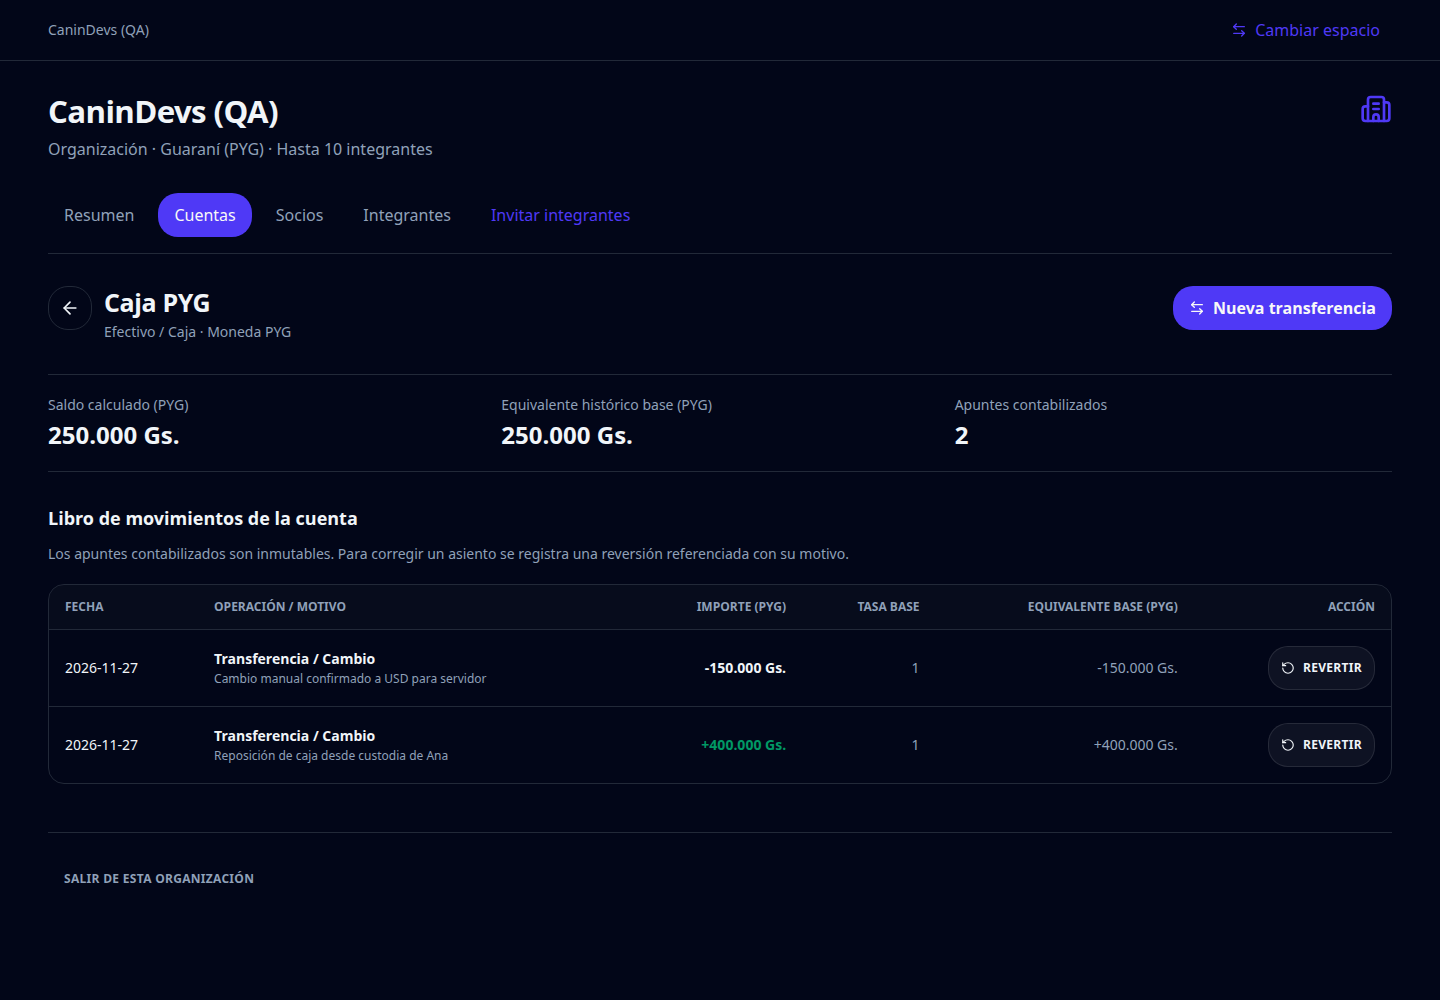 CaninDevs (QA)
Cambiar espacio
CaninDevs (QA)
Organización · Guaraní (PYG) · Hasta 10 integrantes
Resumen
Cuentas
Socios
Integrantes
Invitar integrantes
Caja PYG
Efectivo / Caja · Moneda PYG
Nueva transferencia
Saldo calculado (PYG)
250.000 Gs.
Equivalente histórico base (PYG)
250.000 Gs.
Apuntes contabilizados
2
Libro de movimientos de la cuenta
Los apuntes contabilizados son inmutables. Para corregir un asiento se registra una reversión referenciada con su motivo.
FECHA OPERACIÓN / MOTIVO IMPORTE (PYG) TASA BASE EQUIVALENTE BASE (PYG) ACCIÓN
2026-11-27 Transferencia / Cambio -150.000 Gs. 1 -150.000 Gs. REVERTIR
Cambio manual confirmado a USD para servidor
2026-11-27 Transferencia / Cambio +400.000 Gs. 1 +400.000 Gs. REVERTIR
Reposición de caja desde custodia de Ana
SALIR DE ESTA ORGANIZACIÓN